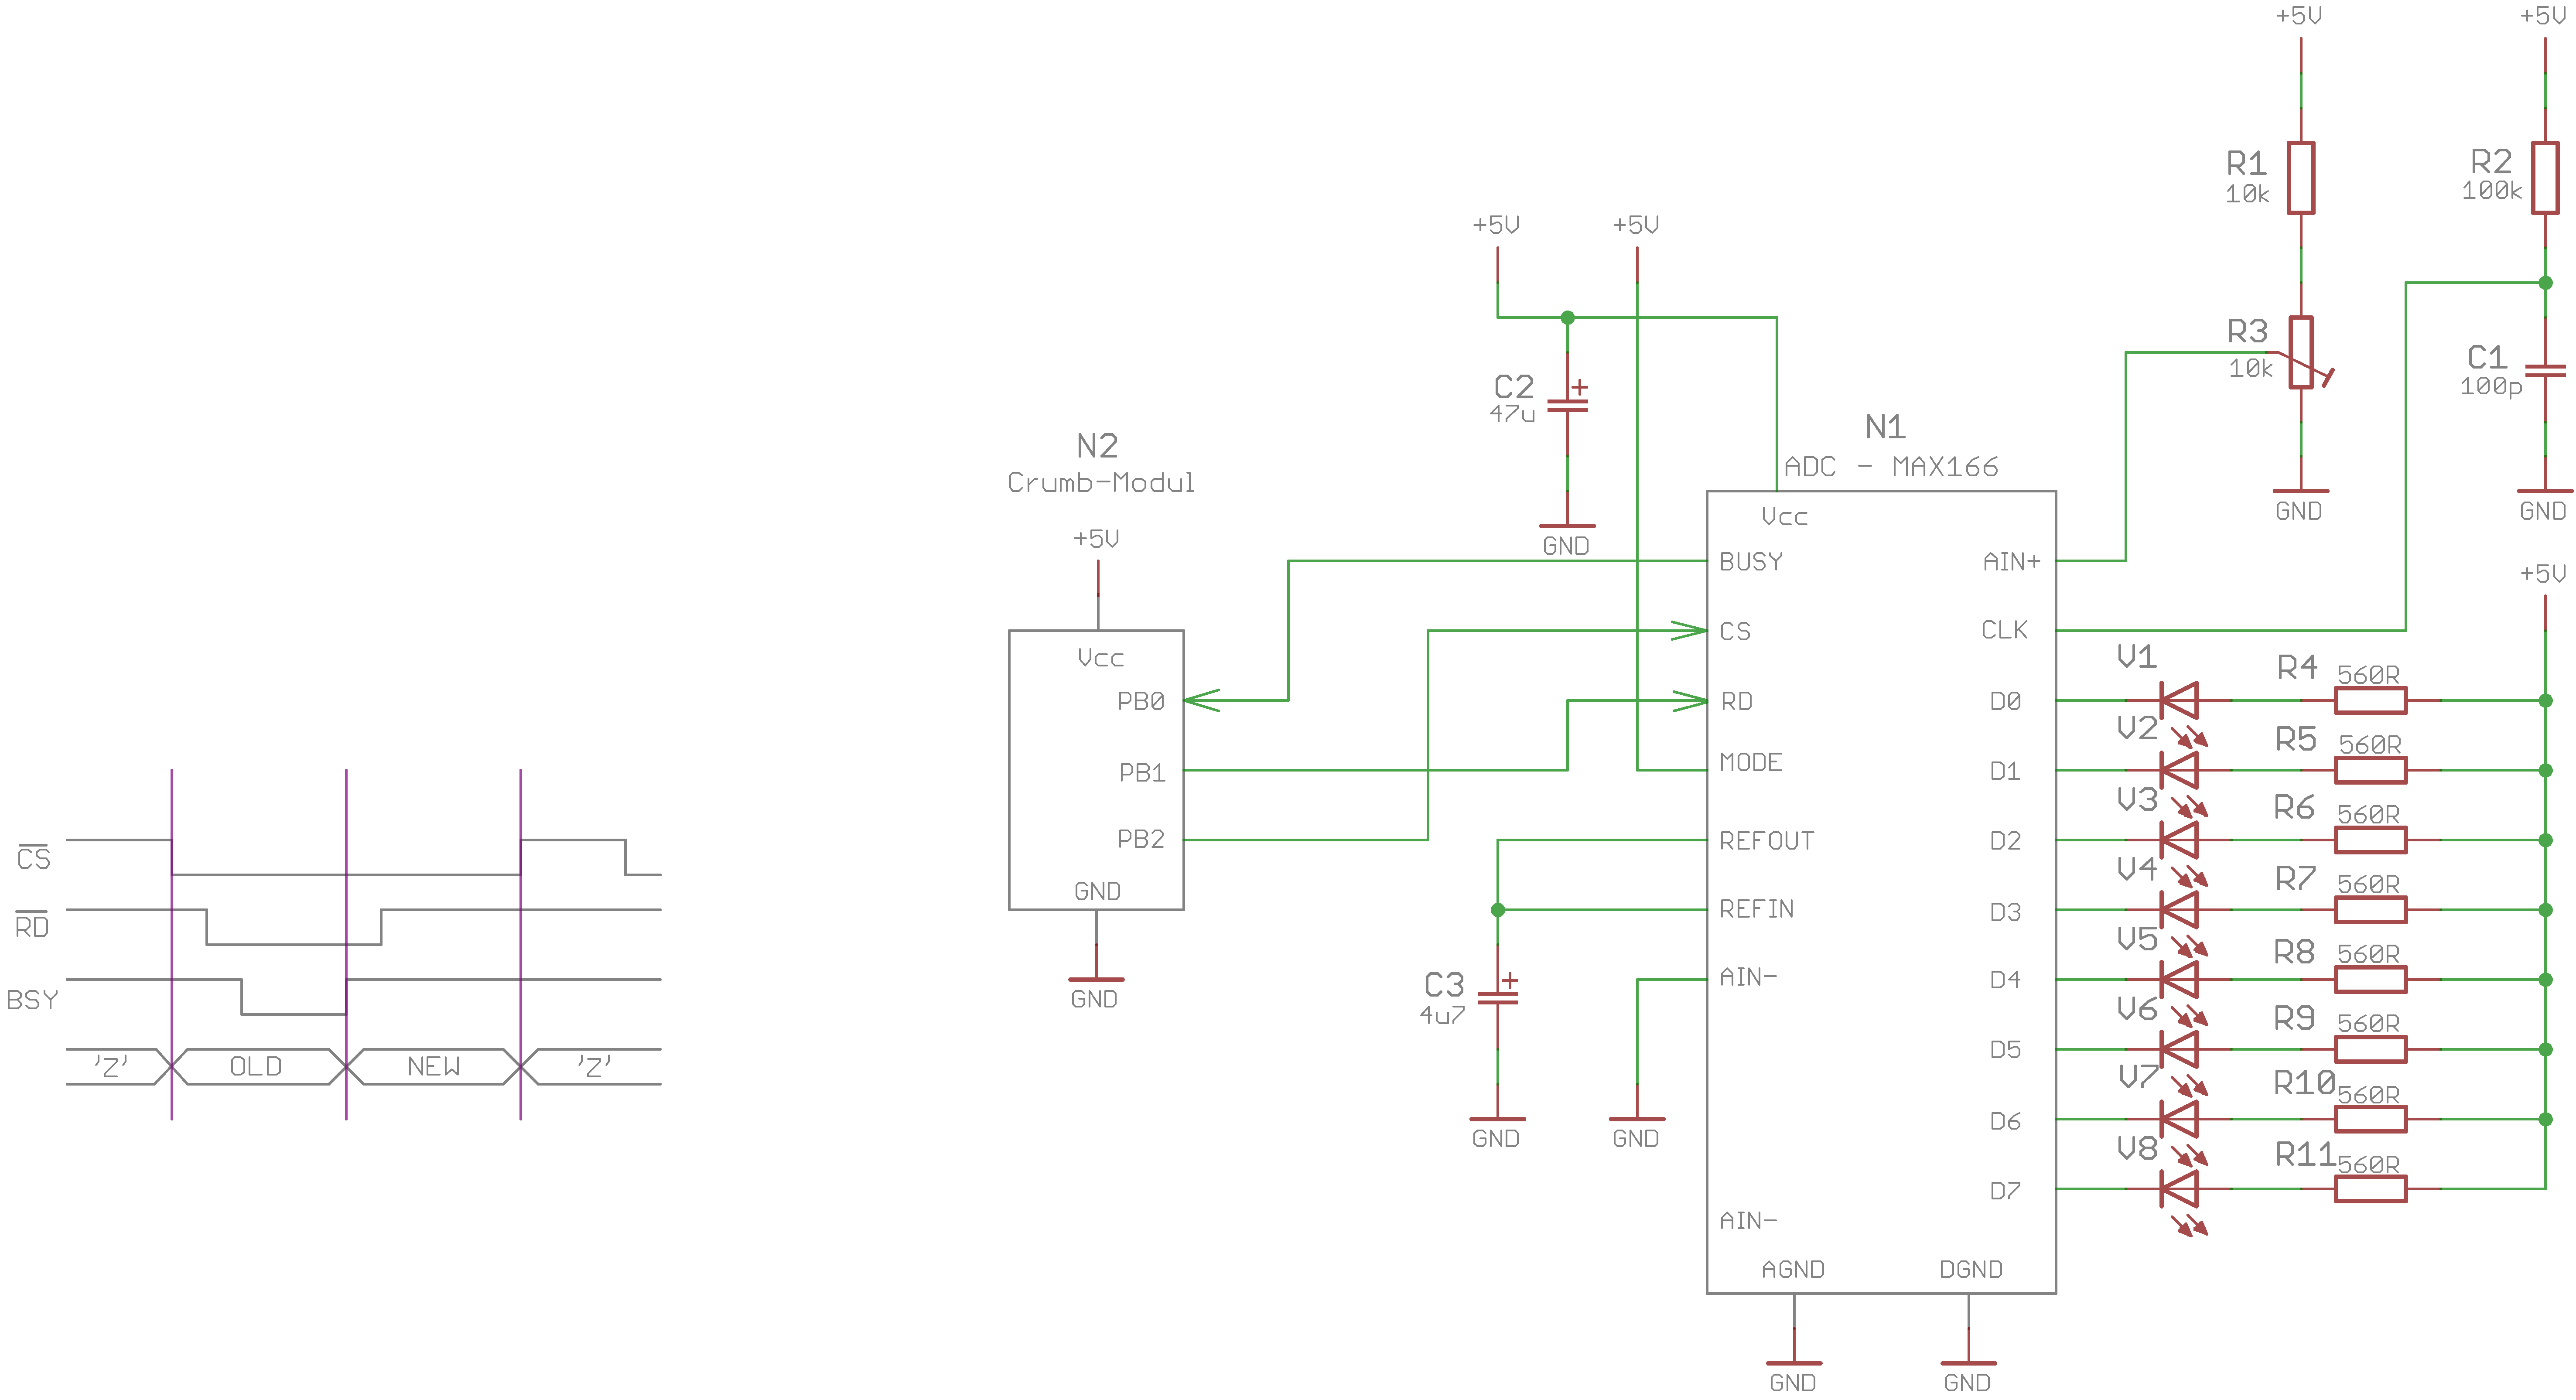 +5V
+5V
R1
10k
R2
100k
+5V
+5V
R3
10k
C1
100p
C2
47u
N1
ADC - MAX166
N2
Crumb-Modul
GND
GND
Vcc
+5V
GND
BUSY
AIN+
+5V
CS
CLK
Vcc
V1
R4
560R
PB0
RD
D0
V2
R5
560R
PB1
MODE
D1
V3
R6
560R
PB2
REFOUT
D2
CS
V4
R7
560R
GND
REFIN
D3
RD
V5
R8
560R
C3
4u7
AIN-
D4
BSY
GND
V6
R9
560R
D5
'Z' OLD NEW 'Z'
V7
R10
560R
D6
GND
GND
V8
R11
560R
D7
AIN-
AGND
DGND
GND
GND